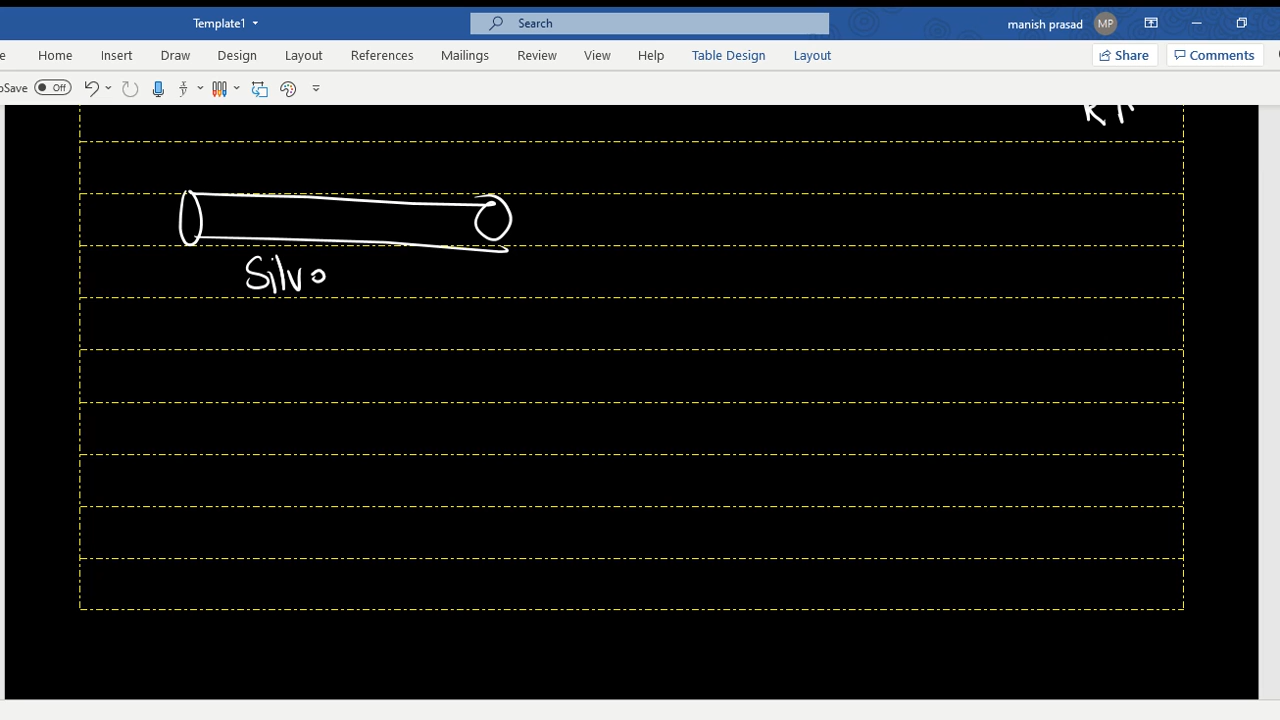 Template1
Search
manish prasad
MP
Home Insert Draw Design Layout References Mailings Review View Help Table Design Layout
Share
Comments
Save
Off
Silvo